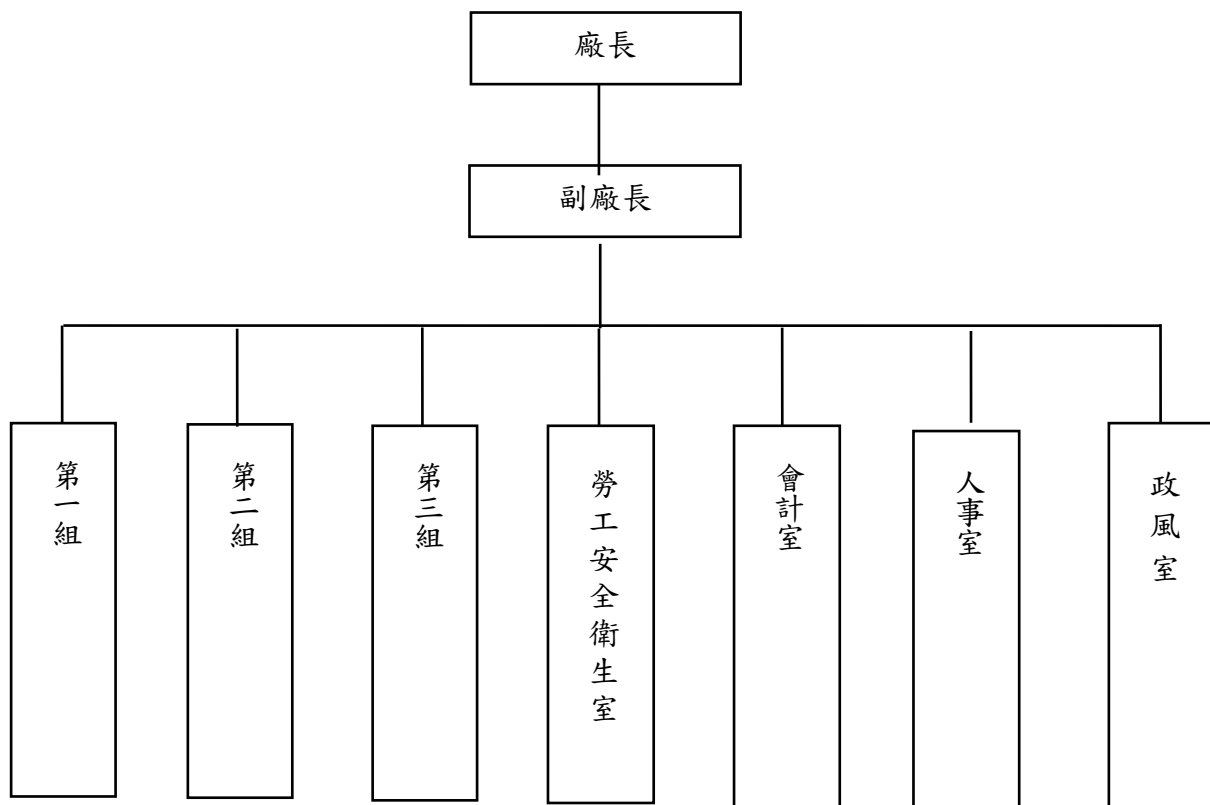 廠長
副廠長
第一組
第二組
第三組
勞工安全衛生室
會計室
人事室
政風室